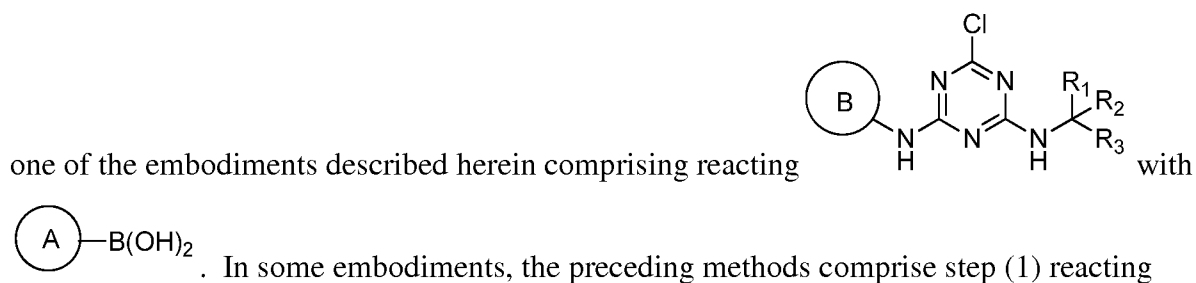 Cl
N N R1
B R2
N N N R3
H H
one of the embodiments described herein comprising reacting with
A B(OH)2
. In some embodiments, the preceding methods comprise step (1) reacting